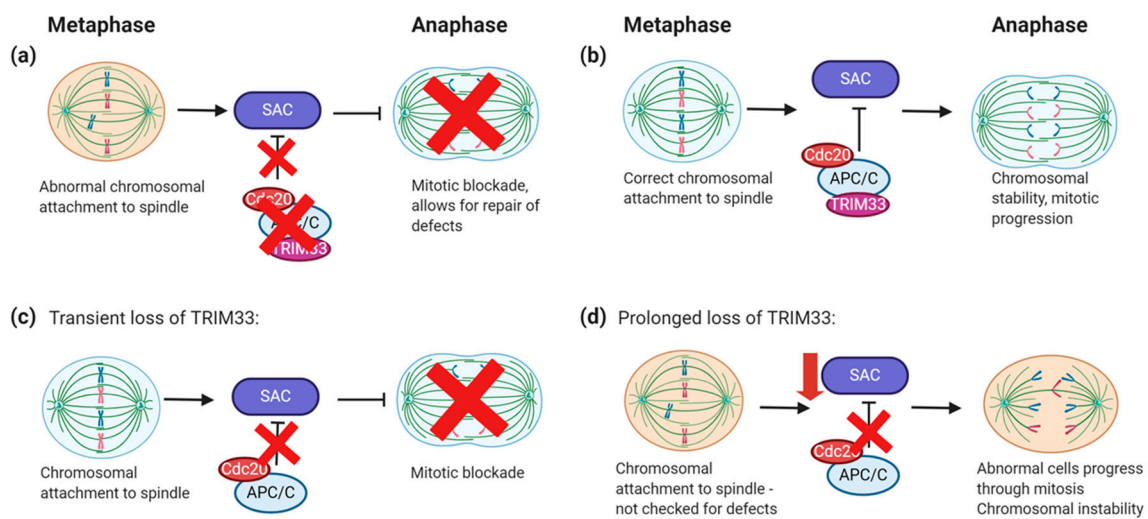 Metaphase
Anaphase
(a)
SAC
Cdc20
APC/C
TRIM33
Abnormal chromosomal
attachment to spindle
Mitotic blockade,
allows for repair of
defects
Metaphase
Anaphase
(b)
SAC
Cdc20
APC/C
TRIM33
Correct chromosomal
attachment to spindle
Chromosomal
stability, mitotic
progression
(c) Transient loss of TRIM33:
SAC
Cdc20
APC/C
Chromosomal
attachment to spindle
Mitotic blockade
(d) Prolonged loss of TRIM33:
SAC
Cdc20
APC/C
Chromosomal
attachment to spindle -
not checked for defects
Abnormal cells progress
through mitosis
Chromosomal instability